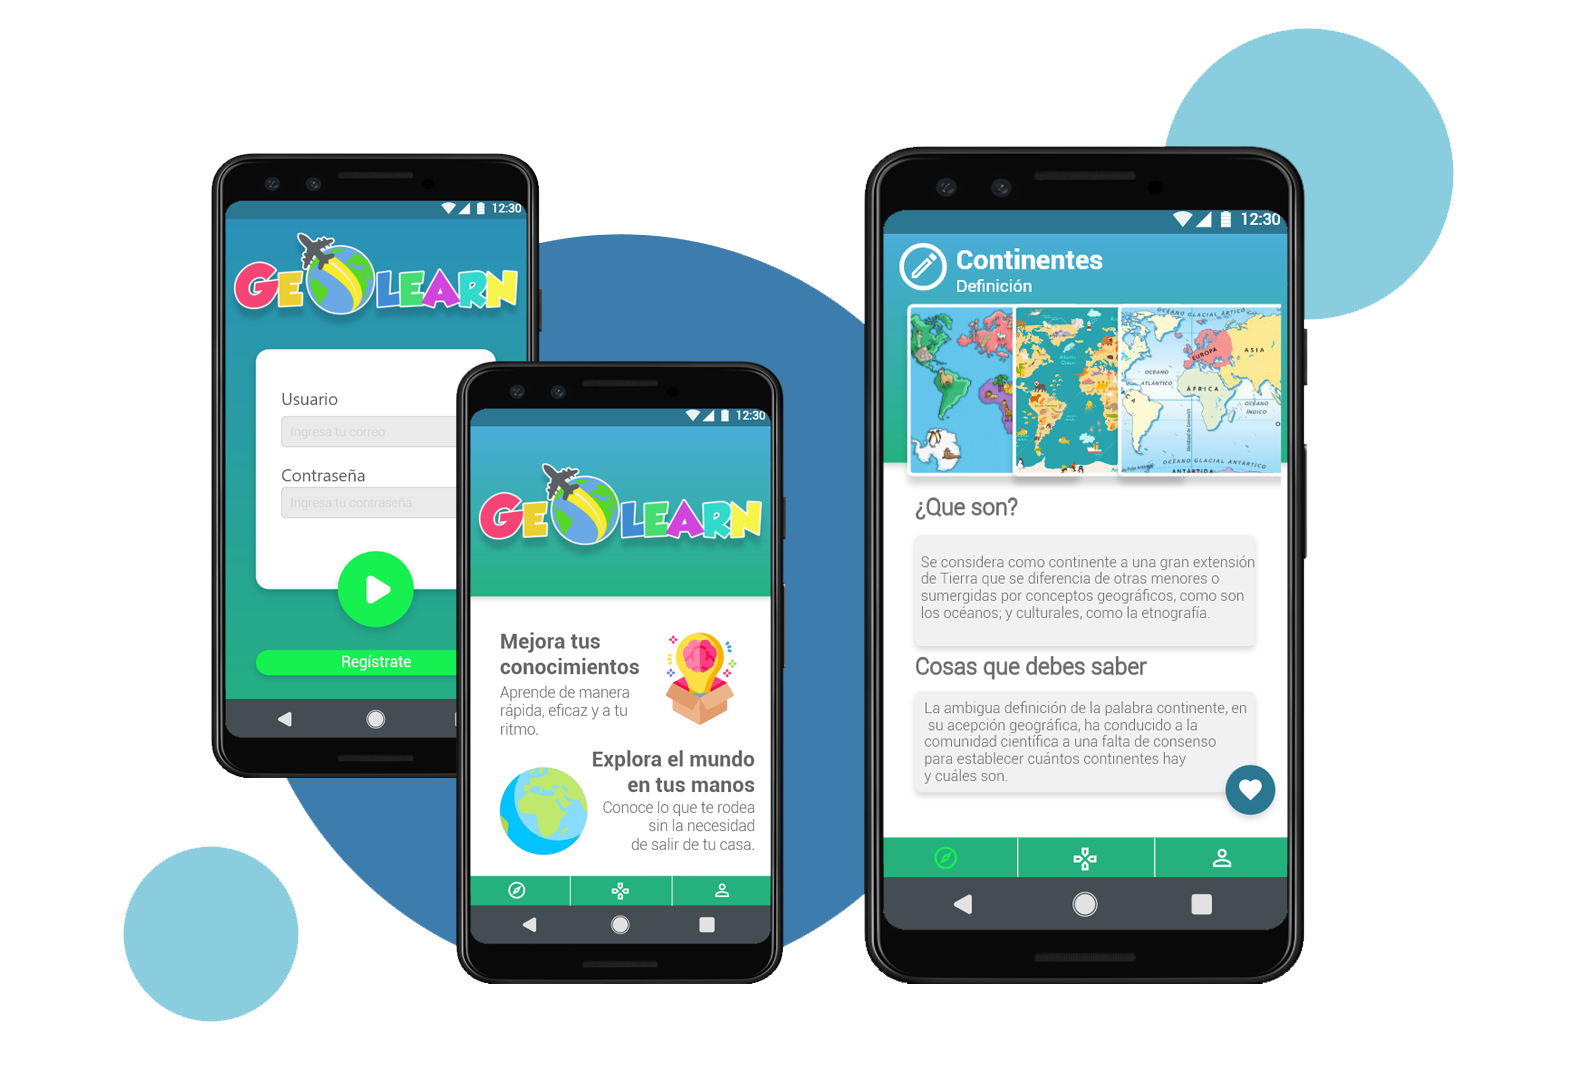 12:30
GEOLEARN
Usuario
Ingresa tu correo
Contraseña
Ingresa tu contraseña
Regístrate
12:30
GEOLEARN
Mejora tus
conocimientos
Aprende de manera
rápida, eficaz y a tu
ritmo.
Explora el mundo
en tus manos
Conoce lo que te rodea
sin la necesidad
de salir de tu casa.
12:30
Continentes
Definición
OCÉANO GLACIAL ÁRTICO
EUROPA
ASIA
OCÉANO
ATLÁNTICO
ÁFRICA
CA
OCÉANO
ÍNDICO
OCÉANO GLACIAL ANTÁRTICO
ANTÁRTIDA
¿Que son?
Se considera como continente a una gran extensión
de Tierra que se diferencia de otras menores o
sumergidas por conceptos geográficos, como son
los océanos; y culturales, como la etnografía.
Cosas que debes saber
La ambigua definición de la palabra continente, en
su acepción geográfica, ha conducido a la
comunidad científica a una falta de consenso
para establecer cuántos continentes hay
y cuáles son.